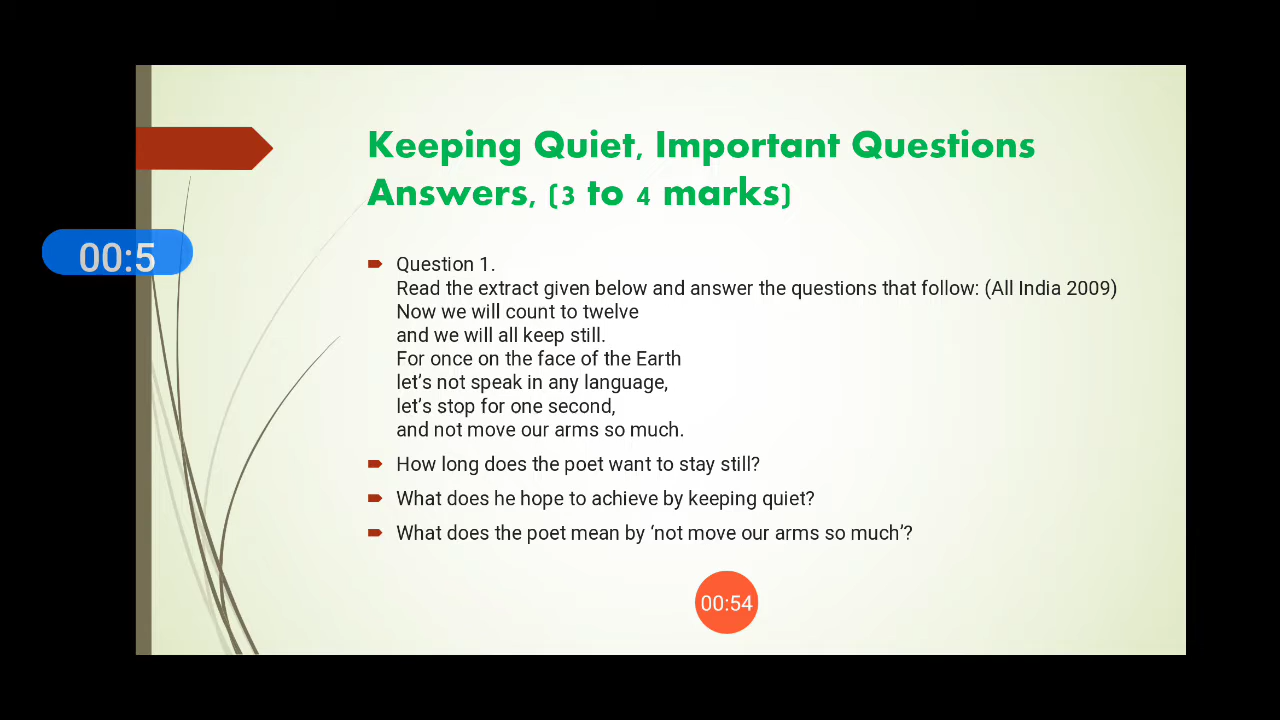 Keeping Quiet, Important Questions
Answers, (3 to 4 marks)
00:5
Question 1.
Read the extract given below and answer the questions that follow: (All India 2009)
Now we will count to twelve
and we will all keep still.
For once on the face of the Earth
let’s not speak in any language,
let’s stop for one second,
and not move our arms so much.
How long does the poet want to stay still?
What does he hope to achieve by keeping quiet?
What does the poet mean by ‘not move our arms so much’?
00:54